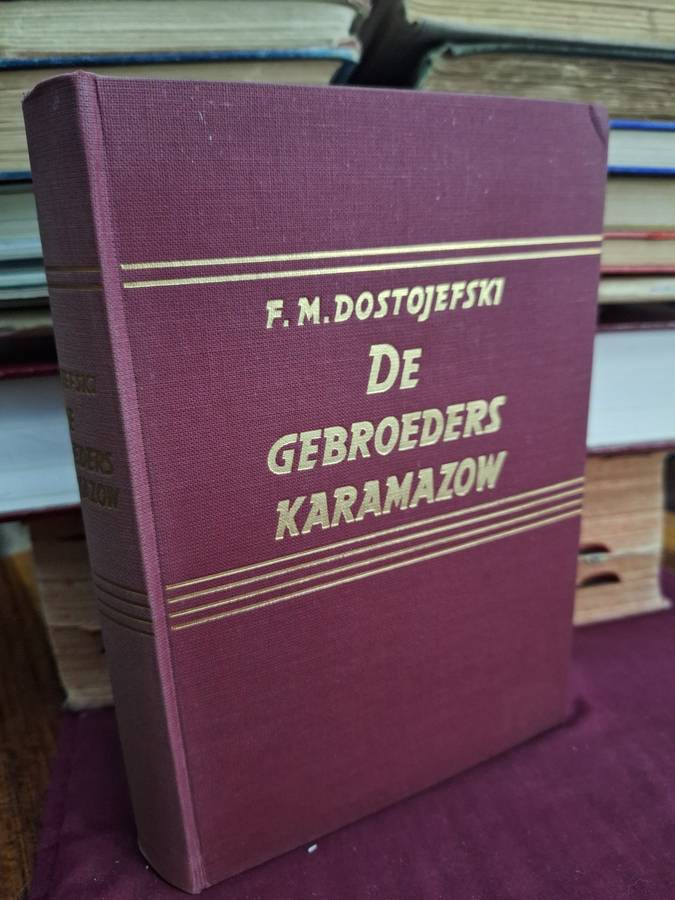 F. M. DOSTOJEFSKI
DE
GEBROEDERS
KARAMAZOW